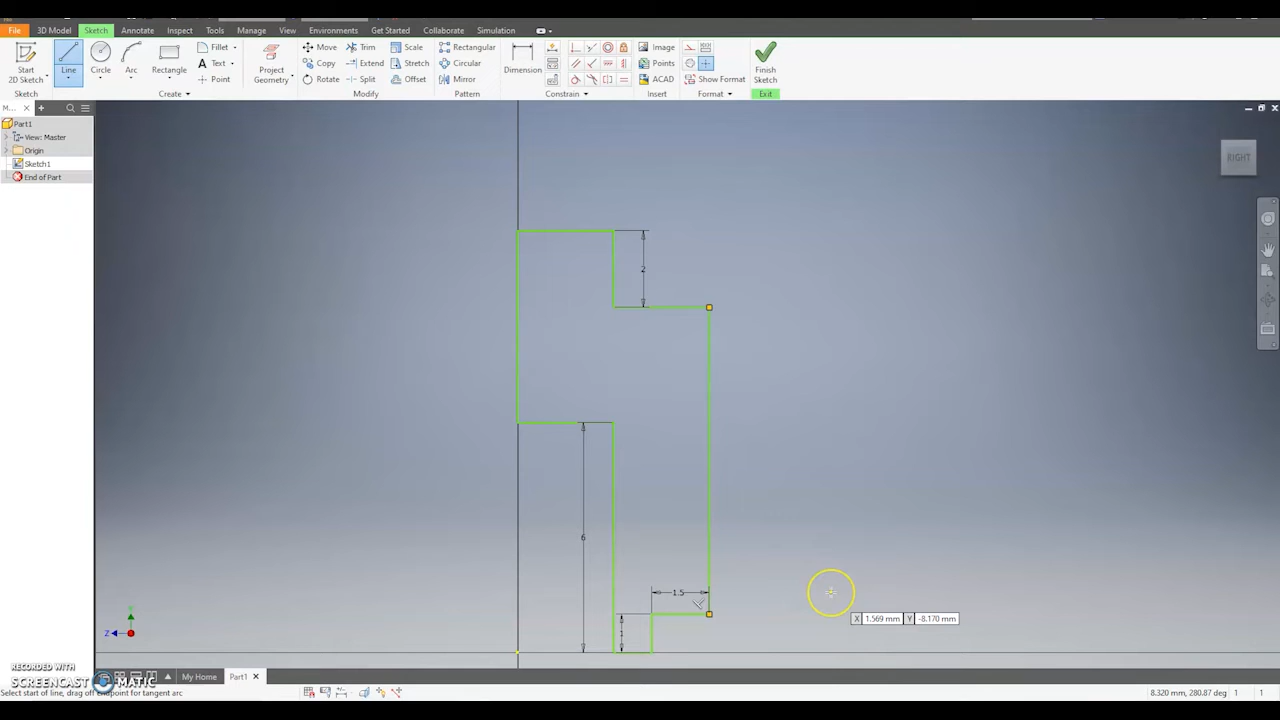 File 3D Model Sketch Annotate Inspect Tools Manage View Environments Get Started Collaborate Simulation
Start 2D Sketch
Line
Circle
Arc
Rectangle
Fillet
Text
Point
Project Geometry
Move
Copy
Rotate
Trim
Extend
Split
Scale
Stretch
Offset
Rectangular
Circular
Mirror
Dimension
Image
Points
ACAD
Show Format
Finish Sketch
Sketch Create Modify Pattern Constrain Insert Format Exit
M...
Part1
View: Master
Origin
Sketch1
End of Part
RIGHT
2
6
1.5
1
X 1.569 mm Y -8.170 mm
Y
Z
RECORDED WITH
SCREENCAST MATIC
My Home Part1
Select start of line, drag off endpoint for tangent arc
8.320 mm, 280.87 deg 1 1